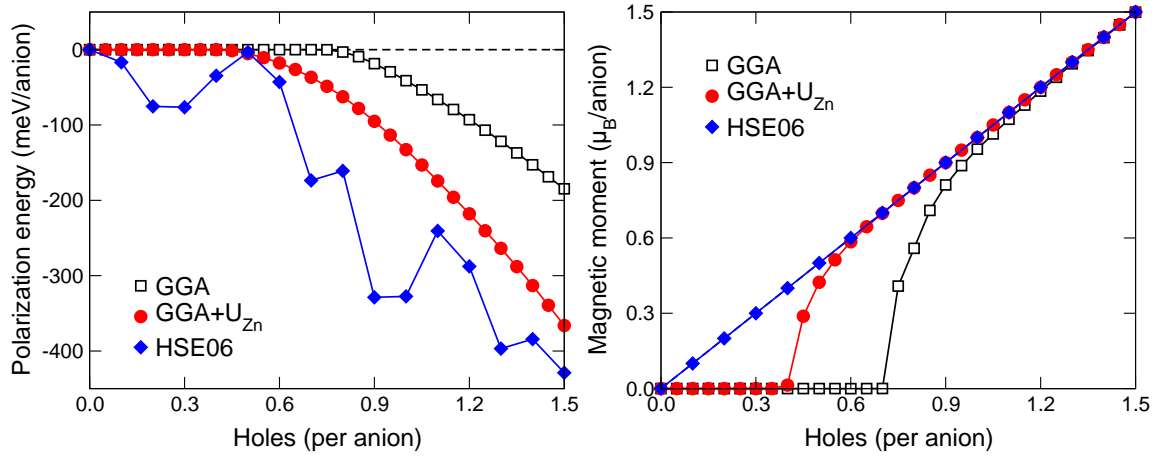 Polarization energy (meV/anion)
0
-100
-200
-300
-400
GGA
GGA+U_Zn
HSE06
0.0 0.3 0.6 0.9 1.2 1.5
Holes (per anion)
Magnetic moment (μ_B/anion)
1.5
1.2
0.9
0.6
0.3
0.0
GGA
GGA+U_Zn
HSE06
0.0 0.3 0.6 0.9 1.2 1.5
Holes (per anion)